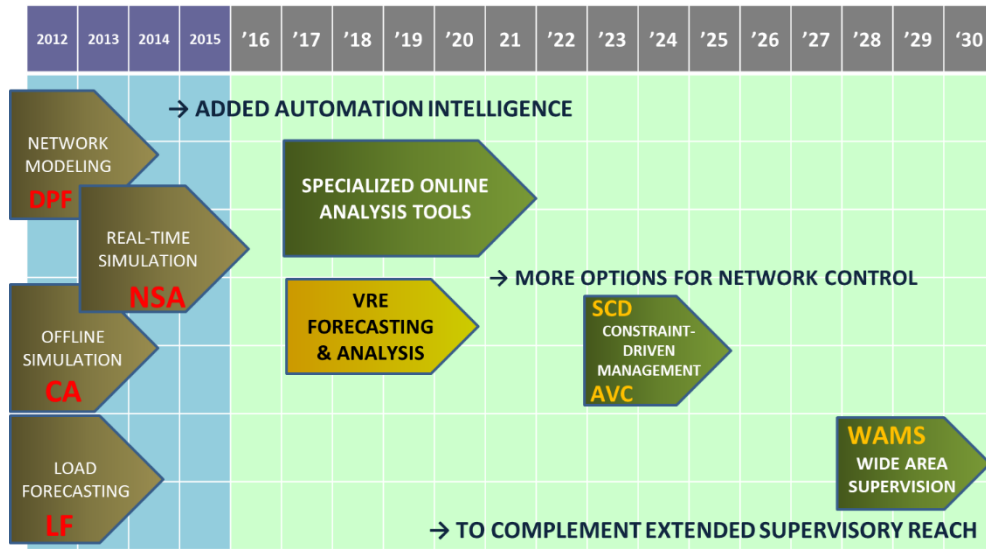 2012 2013 2014 2015 ’16 ’17 ’18 ’19 ’20 21 ’22 ’23 ’24 ’25 ’26 ’27 ’28 ’29 ‘30
→ ADDED AUTOMATION INTELLIGENCE
NETWORK
MODELING
DPF
SPECIALIZED ONLINE
ANALYSIS TOOLS
REAL-TIME
SIMULATION
NSA
→ MORE OPTIONS FOR NETWORK CONTROL
VRE
FORECASTING
& ANALYSIS
SCD
CONSTRAINT-
DRIVEN
MANAGEMENT
AVC
OFFLINE
SIMULATION
CA
LOAD
FORECASTING
LF
WAMS
WIDE AREA
SUPERVISION
→ TO COMPLEMENT EXTENDED SUPERVISORY REACH